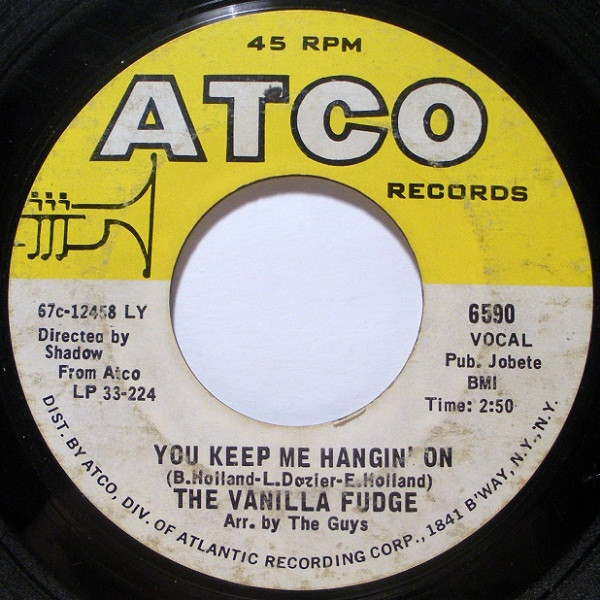 45 RPM
ATCO
RECORDS
67c-12458 LY
Directed by
Shadow
From Atco
LP 33-224
6590
VOCAL
Pub. Jobete
BMI
Time: 2:50
YOU KEEP ME HANGIN' ON
(B. Holland-L. Dozier-E. Holland)
THE VANILLA FUDGE
Arr. by The Guys
DIST. BY ATCO, DIV. OF ATLANTIC RECORDING CORP., 1841 B'WAY, N.Y., N.Y.